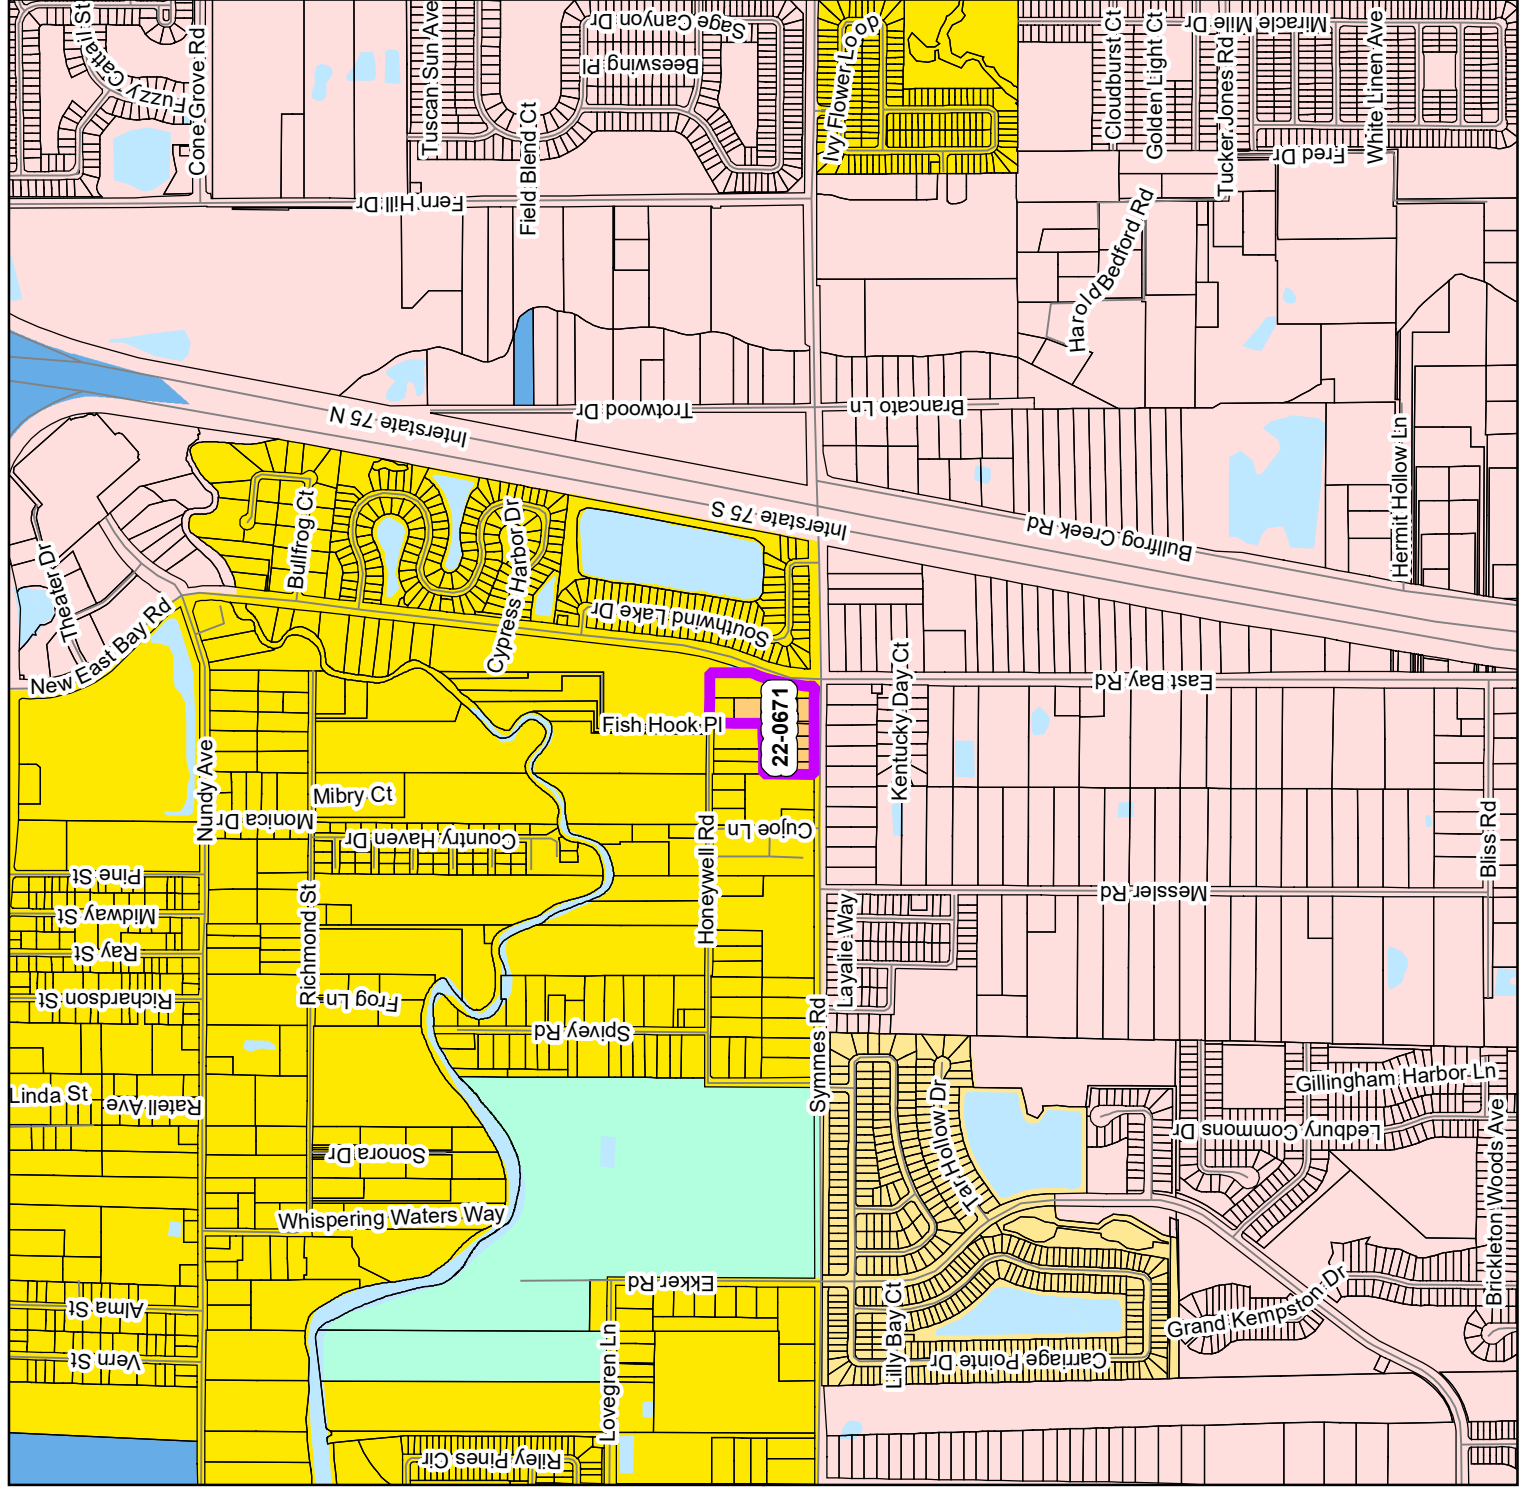 Cattail St
Fuzzy
Cone Grove Rd
Tuscan Sun Ave
Sage Canyon Dr
Beeswing Pl
Field Blend Ct
Fern Hill Dr
Ivy Flower Loop
Cloudburst Ct
Golden Light Ct
Miracle Mile Dr
Tucker Jones Rd
White Linen Ave
Fred Dr
Harold Bedford Rd
Interstate 75 N
Trotwood Dr
Brancato Ln
Interstate 75 S
Bullfrog Creek Rd
Hermit Hollow Ln
Theater Dr
New East Bay Rd
Bullfrog Ct
Cypress Harbor Dr
Southwind Lake Dr
Kentucky Day Ct
East Bay Rd
Fish Hook Pl
22-0671
Nundy Ave
Mibry Ct
Monica Dr
Country Haven Dr
Honeywell Rd
Cujoe Ln
Bliss Rd
Pine St
Midway St
Ray St
Richardson St
Richmond St
Frog Ln
Spivey Rd
Messler Rd
Layalie Way
Symmes Rd
Linda St
Ratell Ave
Sonora Dr
Whispering Waters Way
Tar Hollow Dr
Gillingham Harbor Ln
Ledbury Commons Dr
Brickleton Woods Ave
Alma St
Vern St
Ekker Rd
Lovegren Ln
Riley Pines Cir
Lilly Bay Ct
Carriage Pointe Dr
Grand Kempston Dr